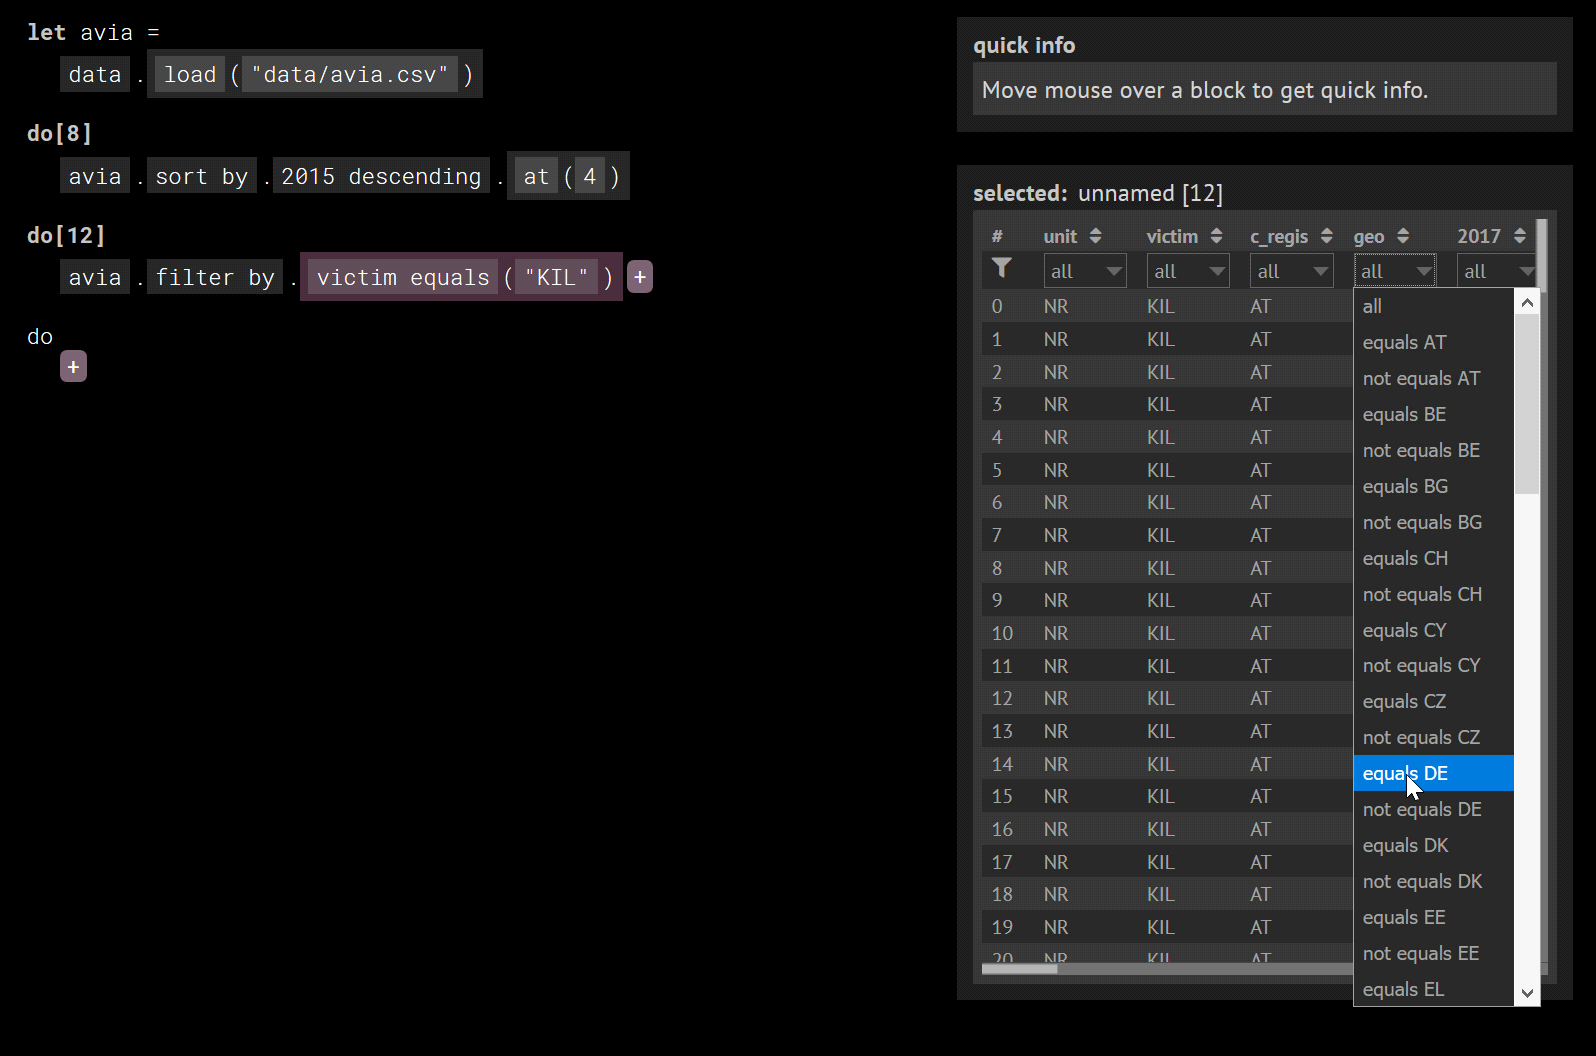 let avia =
data . load ( "data/avia.csv" )
do[8]
avia . sort by . 2015 descending . at ( 4 )
do[12]
avia . filter by . victim equals ( "KIL" ) +
do
+
quick info
Move mouse over a block to get quick info.
selected: unnamed [12]
# unit victim c_regis geo 2017
all all all all all
0 NR KIL AT
1 NR KIL AT
2 NR KIL AT
3 NR KIL AT
4 NR KIL AT
5 NR KIL AT
6 NR KIL AT
7 NR KIL AT
8 NR KIL AT
9 NR KIL AT
10 NR KIL AT
11 NR KIL AT
12 NR KIL AT
13 NR KIL AT
14 NR KIL AT
15 NR KIL AT
16 NR KIL AT
17 NR KIL AT
18 NR KIL AT
19 NR KIL AT
20 NR KIL AT
all
equals AT
not equals AT
equals BE
not equals BE
equals BG
not equals BG
equals CH
not equals CH
equals CY
not equals CY
equals CZ
not equals CZ
equals DE
not equals DE
equals DK
not equals DK
equals EE
not equals EE
equals EL